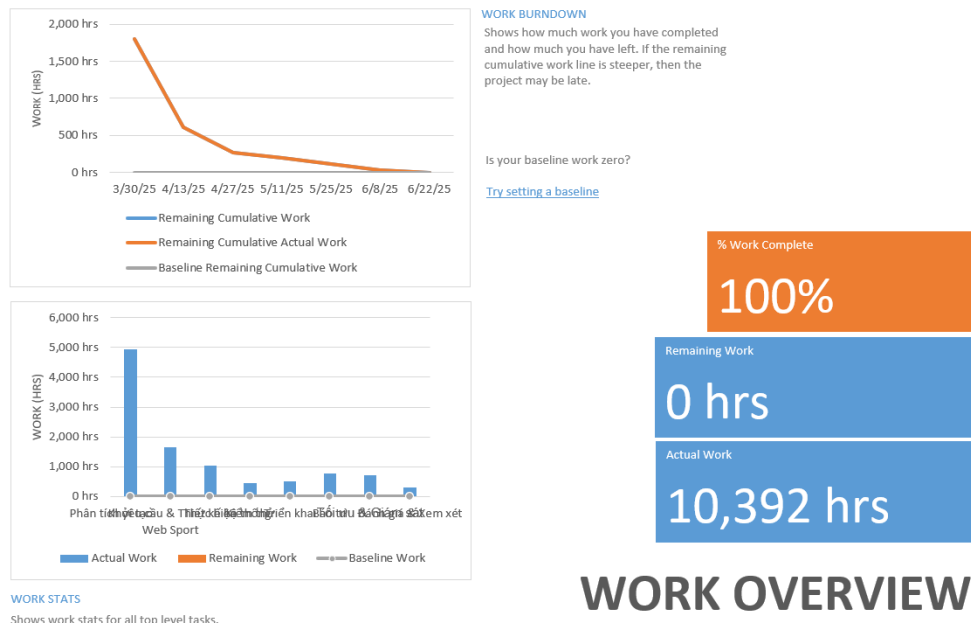 2,000 hrs
1,500 hrs
1,000 hrs
500 hrs
0 hrs
WORK (HRS)
3/30/25 4/13/25 4/27/25 5/11/25 5/25/25 6/8/25 6/22/25
Remaining Cumulative Work
Remaining Cumulative Actual Work
Baseline Remaining Cumulative Work
WORK BURNDOWN
Shows how much work you have completed
and how much you have left. If the remaining
cumulative work line is steeper, then the
project may be late.
Is your baseline work zero?
Try setting a baseline
% Work Complete
100%
Remaining Work
0 hrs
Actual Work
10,392 hrs
6,000 hrs
5,000 hrs
4,000 hrs
3,000 hrs
2,000 hrs
1,000 hrs
0 hrs
WORK (HRS)
Phân tích
Web Sport
Xem xét
Actual Work Remaining Work Baseline Work
WORK OVERVIEW
WORK STATS
Shows work stats for all top level tasks.